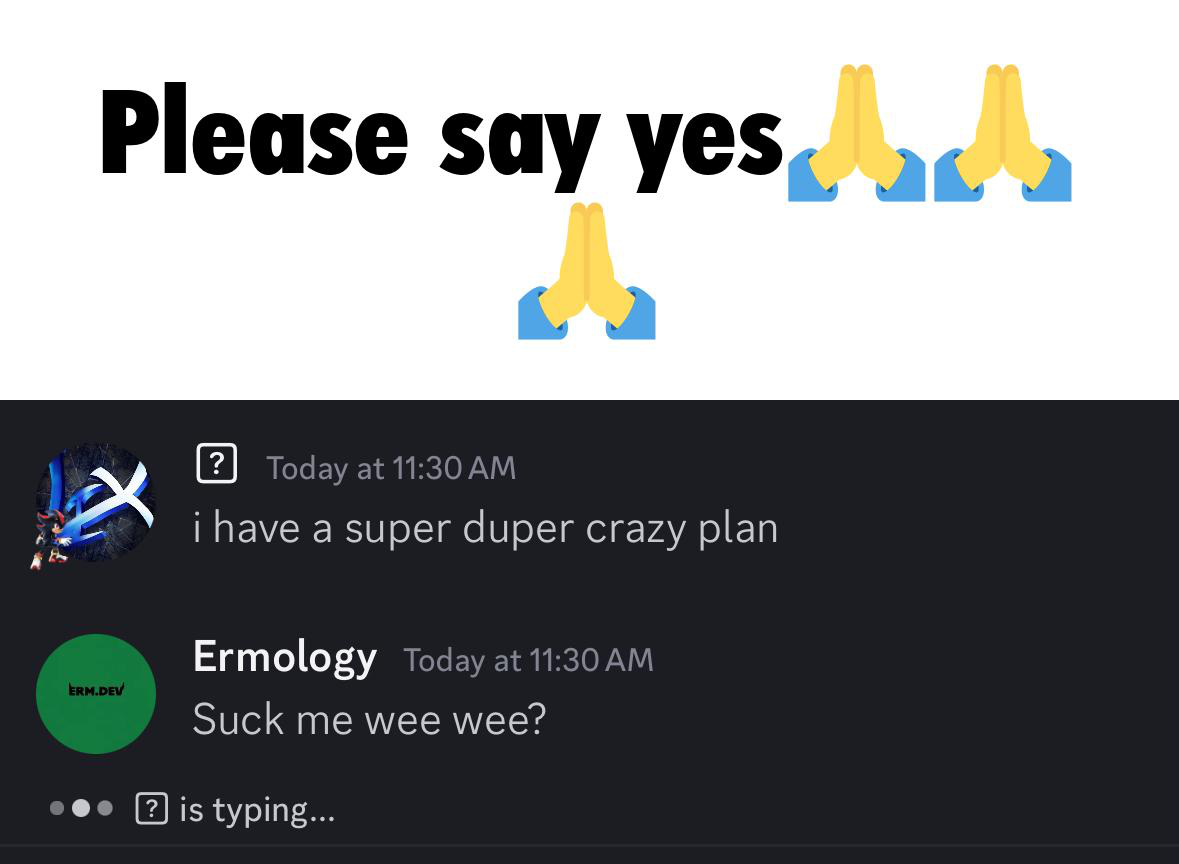 Please say yes🙏🙏
🙏
Today at 11:30 AM
i have a super duper crazy plan
Ermology Today at 11:30 AM
ERM.DEV
Suck me wee wee?
is typing...